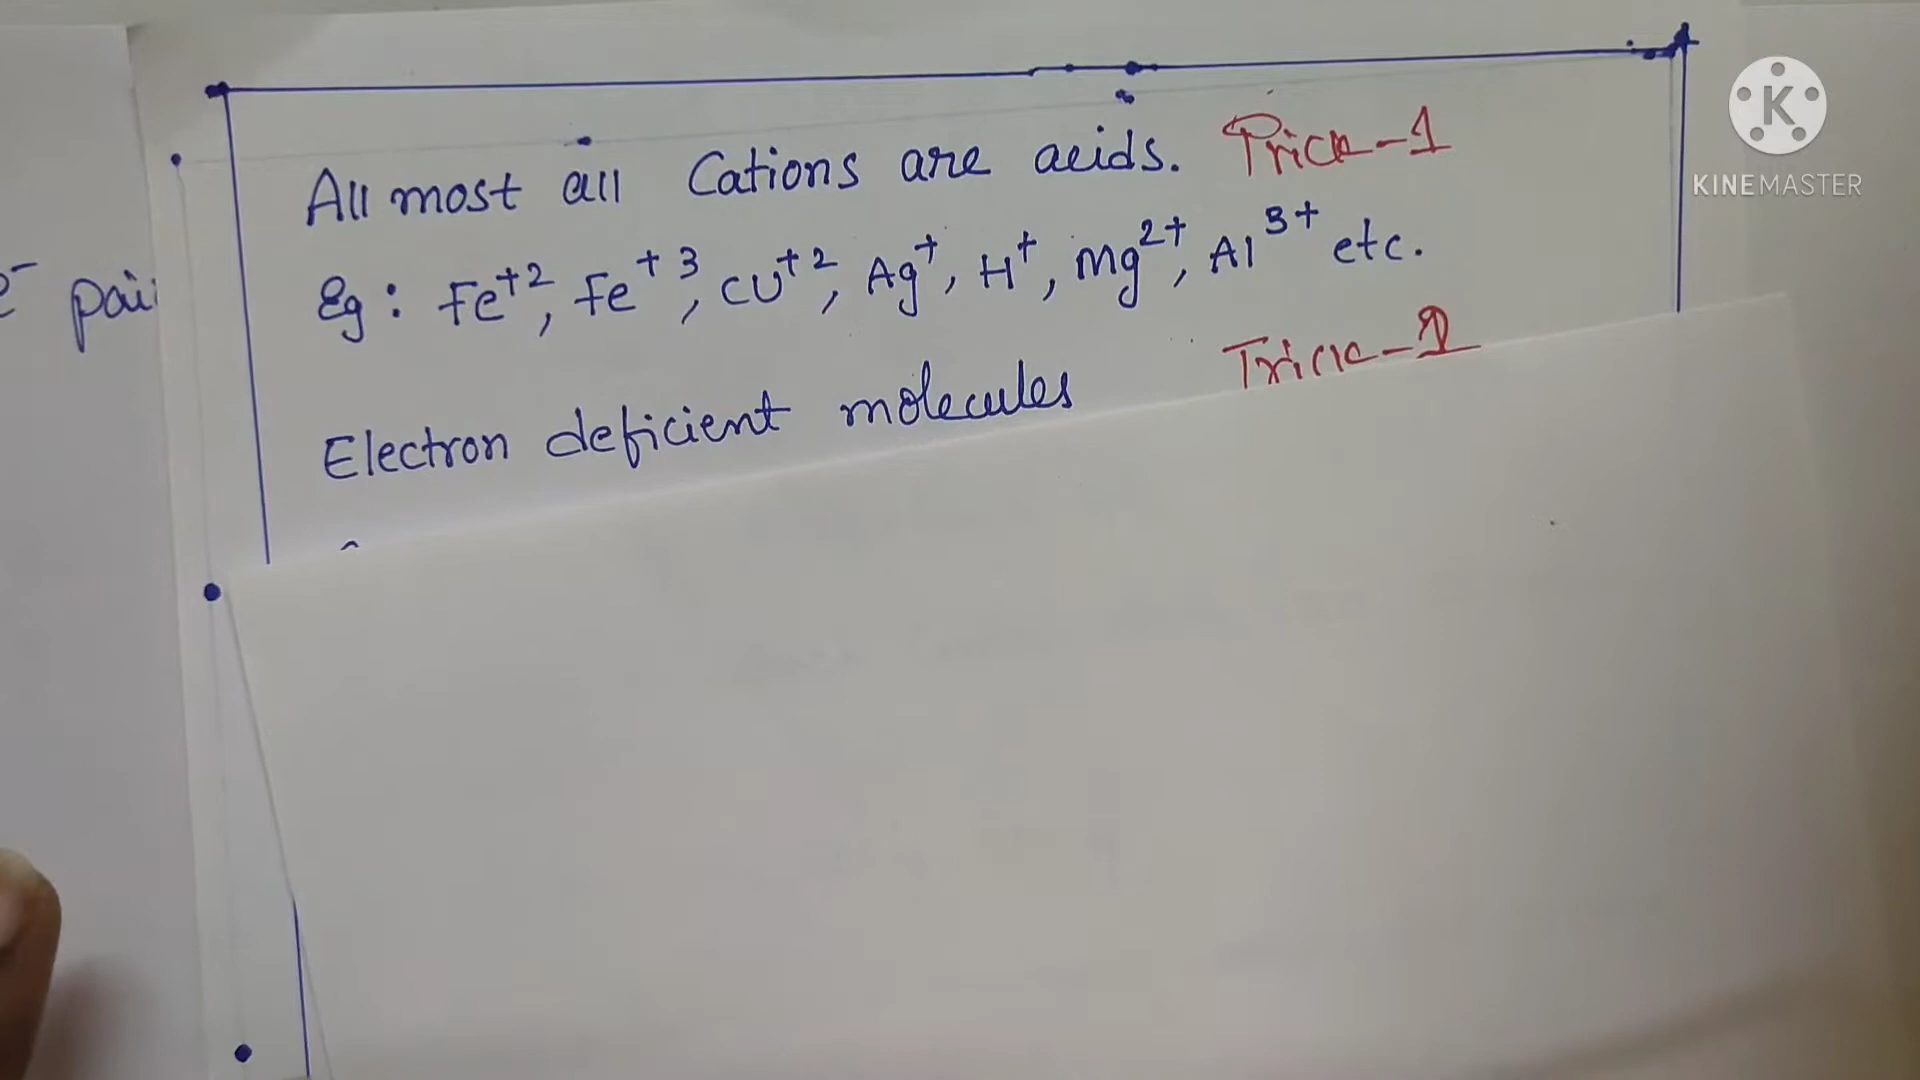 All most all Cations are acids. Trick-1
Eg: Fe⁺², Fe⁺³, Cu⁺², Ag⁺, H⁺, Mg²⁺, Al³⁺ etc.
e⁻ pai
Electron deficient molecules Trick-2
K
KINEMASTER